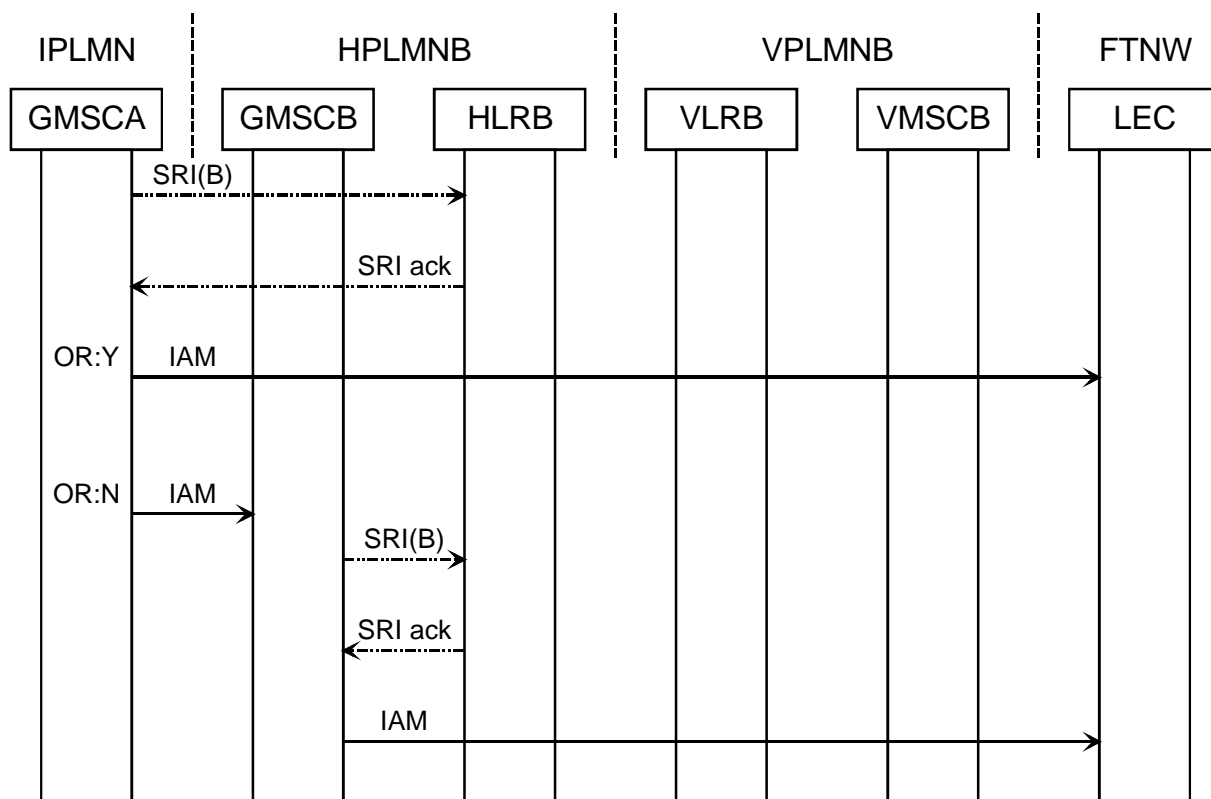 IPLMN HPLMNB VPLMNB FTNW
GMSCA GMSCB HLRB VLRB VMSCB LEC
SRI(B)
SRI ack
OR:Y IAM
OR:N IAM
SRI(B)
SRI ack
IAM